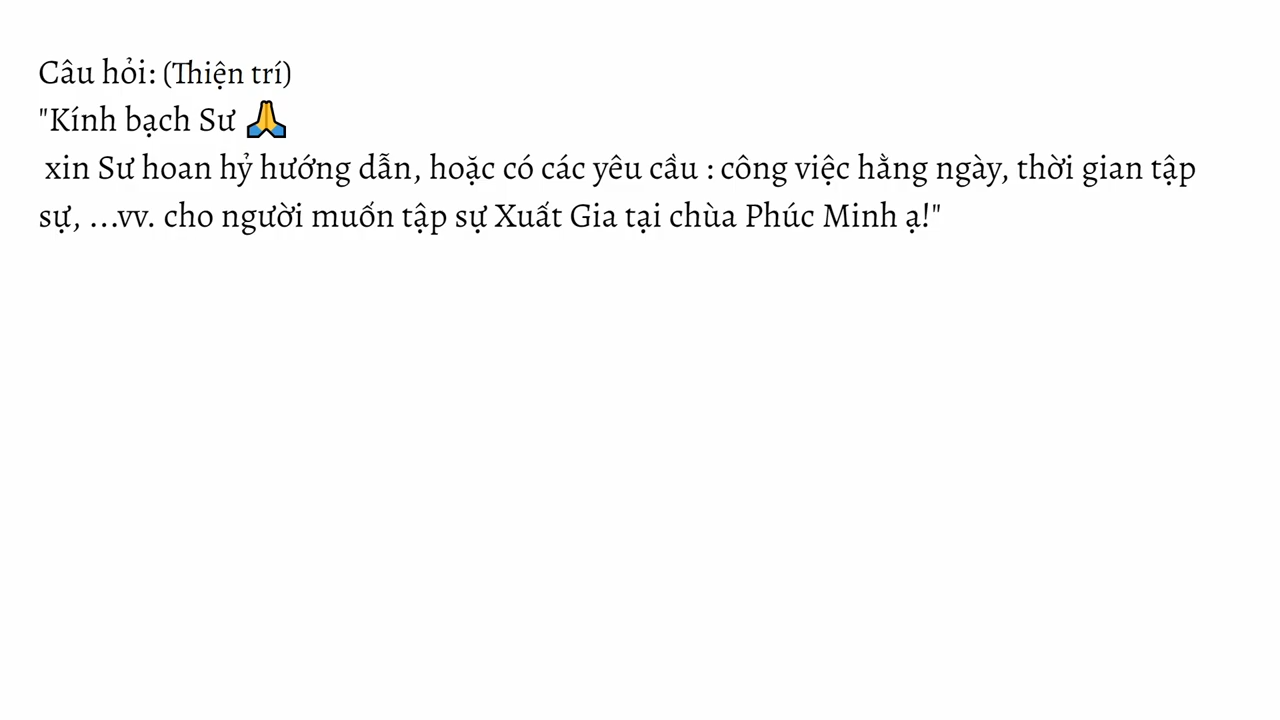 Câu hỏi: (Thiện trí)
"Kính bạch Sư 🙏
xin Sư hoan hỷ hướng dẫn, hoặc có các yêu cầu : công việc hằng ngày, thời gian tập
sự, ...vv. cho người muốn tập sự Xuất Gia tại chùa Phúc Minh ạ!"